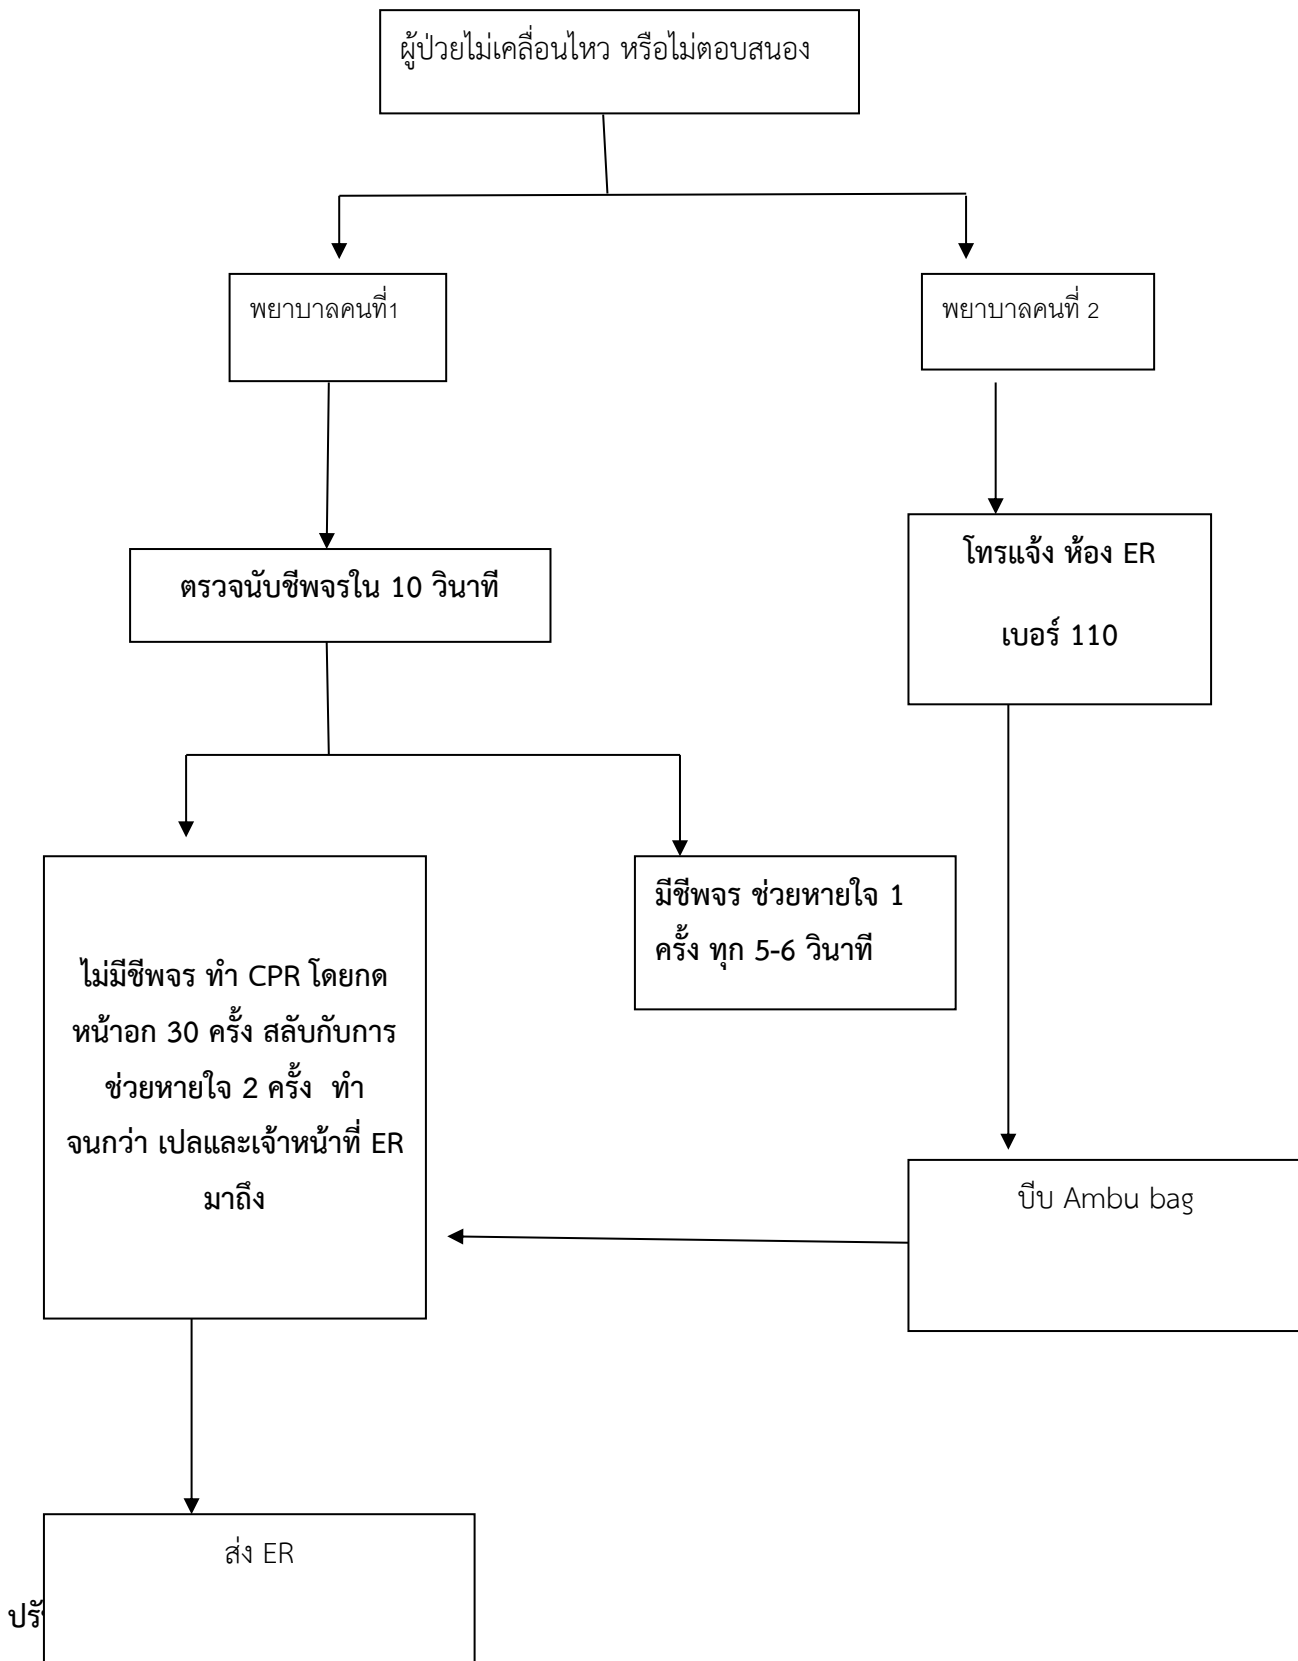 ผู้ป่วยไม่เคลื่อนไหว หรือไม่ตอบสนอง
พยาบาลคนที่1
พยาบาลคนที่ 2
ตรวจนับชีพจรใน 10 วินาที
โทรแจ้ง ห้อง ER
เบอร์ 110
ไม่มีชีพจร ทำ CPR โดยกด
หน้าอก 30 ครั้ง สลับกับการ
ช่วยหายใจ 2 ครั้ง  ทำ
จนกว่า เปลและเจ้าหน้าที่ ER
มาถึง
มีชีพจร ช่วยหายใจ 1
ครั้ง ทุก 5-6 วินาที
บีบ Ambu bag
ส่ง ER